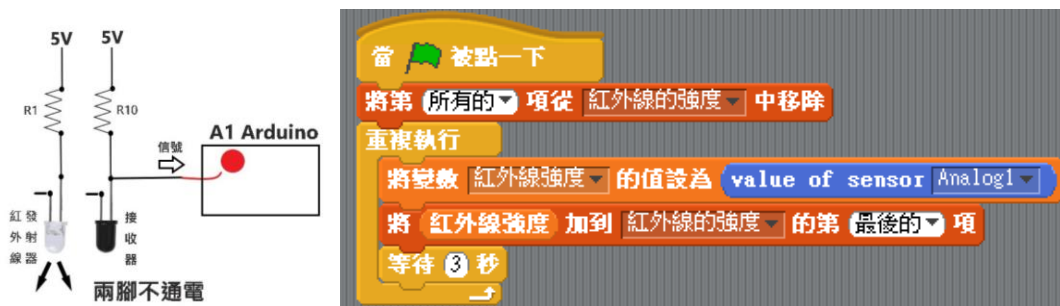 5V 5V
R1 R10
A1 Arduino
信號
紅外線
發射器
接收器
兩腳不通電
當 被點一下
將第 所有的 項從 紅外線的強度 中移除
重複執行
將變數 紅外線強度 的值設為 value of sensor Analog1
將 紅外線強度 加到 紅外線的強度 的第 最後的 項
等待 3 秒